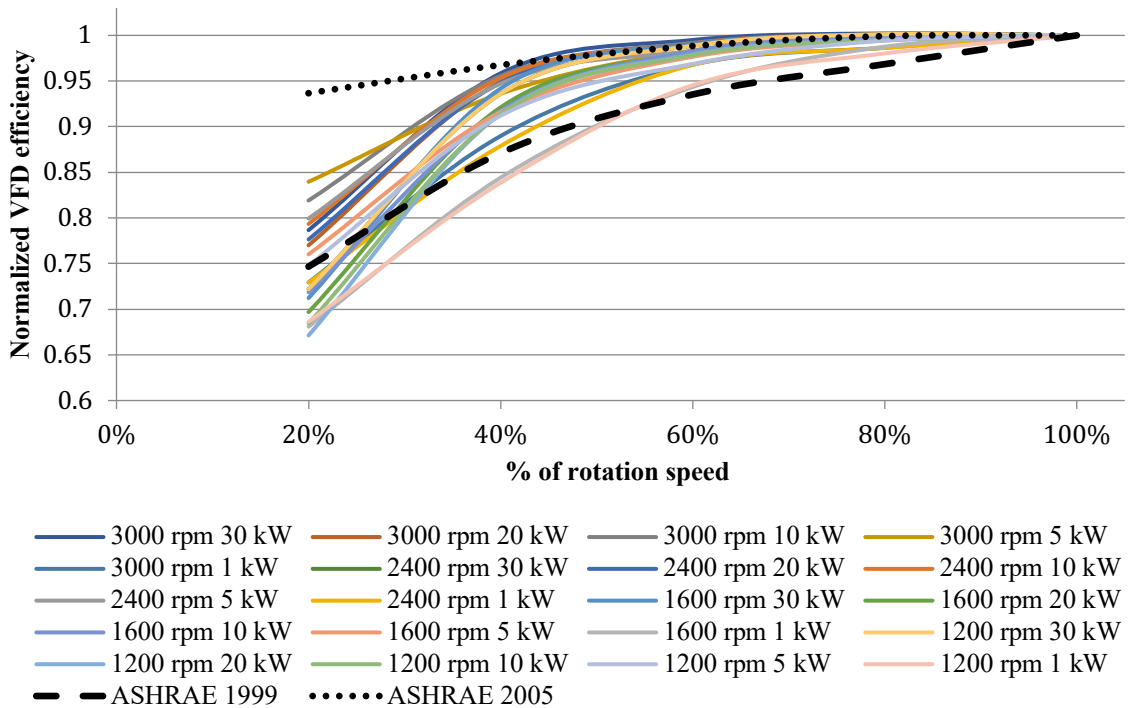 Normalized VFD efficiency
1
0.95
0.9
0.85
0.8
0.75
0.7
0.65
0.6
0% 20% 40% 60% 80% 100%
% of rotation speed
3000 rpm 30 kW 3000 rpm 20 kW 3000 rpm 10 kW 3000 rpm 5 kW
3000 rpm 1 kW 2400 rpm 30 kW 2400 rpm 20 kW 2400 rpm 10 kW
2400 rpm 5 kW 2400 rpm 1 kW 1600 rpm 30 kW 1600 rpm 20 kW
1600 rpm 10 kW 1600 rpm 5 kW 1600 rpm 1 kW 1200 rpm 30 kW
1200 rpm 20 kW 1200 rpm 10 kW 1200 rpm 5 kW 1200 rpm 1 kW
ASHRAE 1999 ASHRAE 2005